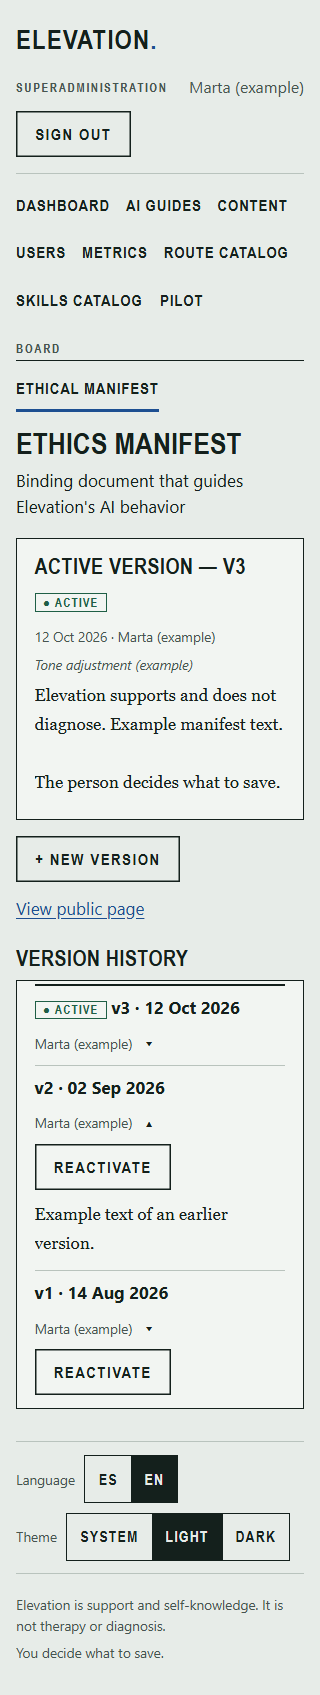 ELEVATION.
SUPERADMINISTRATION Marta (example)
SIGN OUT
DASHBOARD AI GUIDES CONTENT
USERS METRICS ROUTE CATALOG
SKILLS CATALOG PILOT
BOARD
ETHICAL MANIFEST
ETHICS MANIFEST
Binding document that guides
Elevation's AI behavior
ACTIVE VERSION — V3
● ACTIVE
12 Oct 2026 · Marta (example)
Tone adjustment (example)
Elevation supports and does not
diagnose. Example manifest text.
The person decides what to save.
+ NEW VERSION
View public page
VERSION HISTORY
● ACTIVE v3 · 12 Oct 2026
Marta (example) ▾
v2 · 02 Sep 2026
Marta (example) ▴
REACTIVATE
Example text of an earlier
version.
v1 · 14 Aug 2026
Marta (example) ▾
REACTIVATE
Language ES EN
Theme SYSTEM LIGHT DARK
Elevation is support and self-knowledge. It is
not therapy or diagnosis.
You decide what to save.